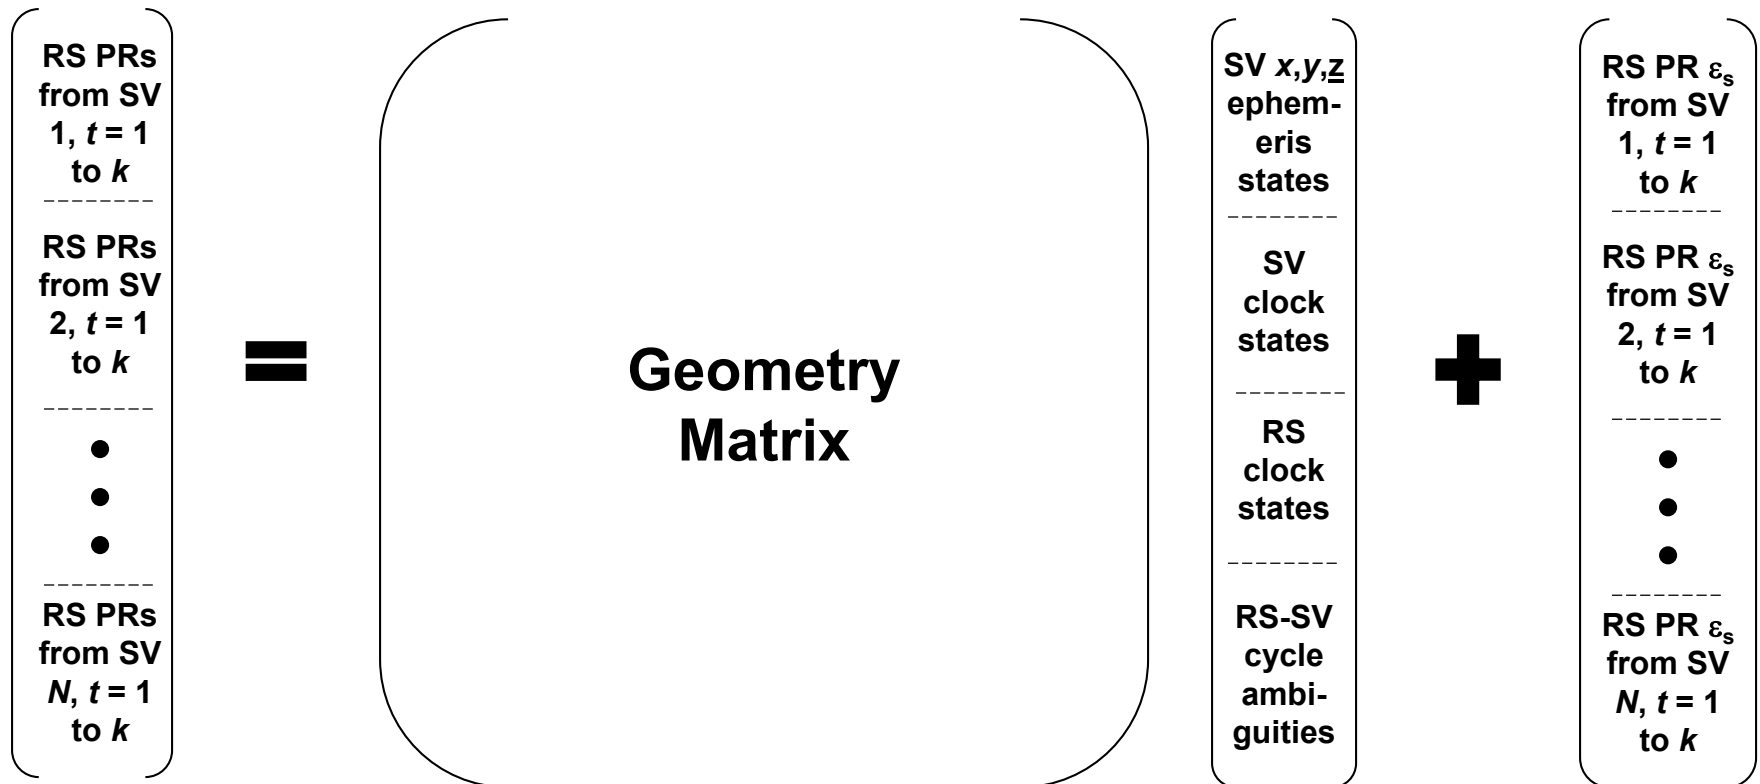 RS PRs
from SV
1, t = 1
to k
RS PRs
from SV
2, t = 1
to k
RS PRs
from SV
N, t = 1
to k
=
Geometry
Matrix
SV x,y,z
ephem-
eris
states
SV
clock
states
RS
clock
states
RS-SV
cycle
ambi-
guities
+
RS PR εs
from SV
1, t = 1
to k
RS PR εs
from SV
2, t = 1
to k
RS PR εs
from SV
N, t = 1
to k